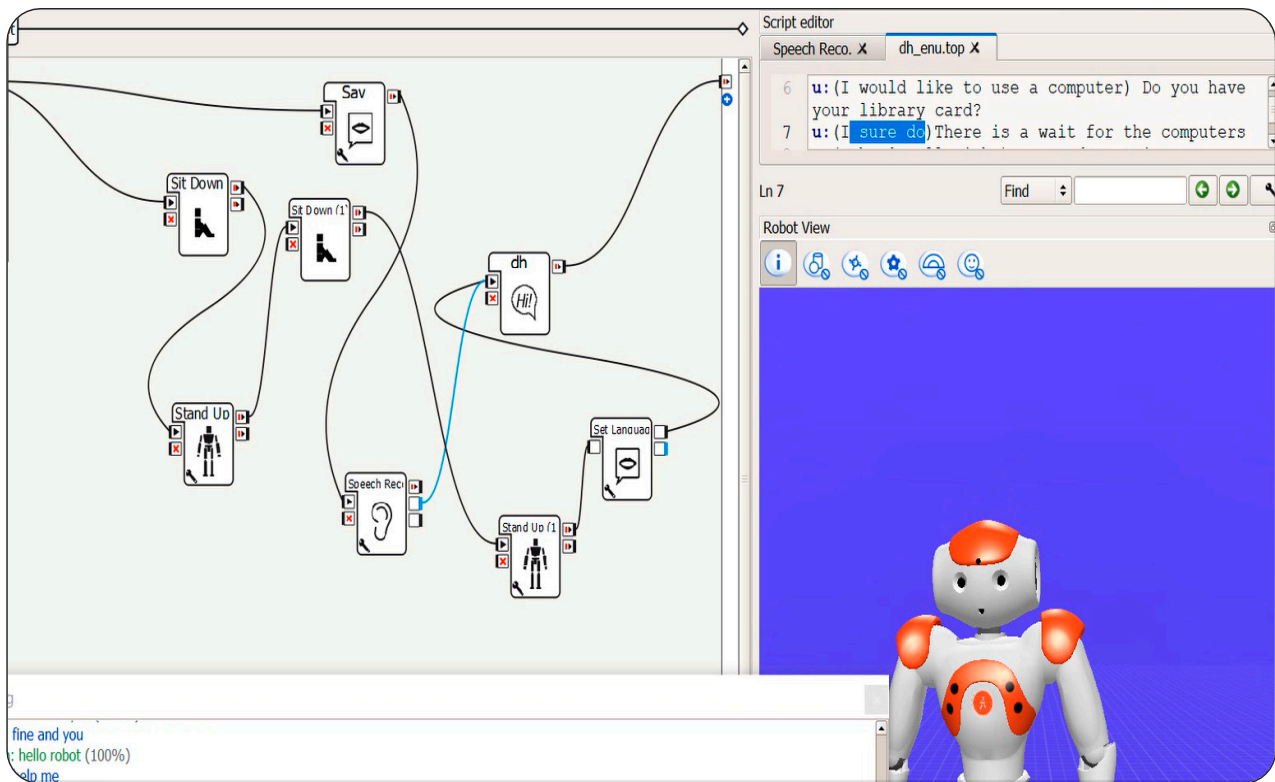 Script editor
Speech Reco. X
dh_enu.top X
6 u:(I would like to use a computer) Do you have
your library card?
7 u:(I sure do)There is a wait for the computers
Ln 7
Find
Robot View
Sav
Sit Down
Sit Down (1)
dh
Hi!
Stand Up
Set Languag
Speech Reco
Stand Up (1
fine and you
: hello robot (100%)
elp me